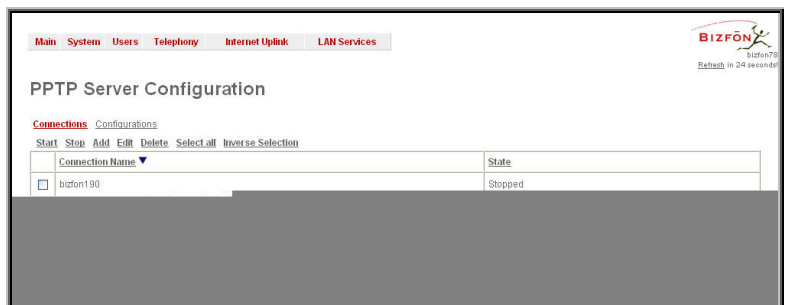 Main System Users Telephony Internet Uplink LAN Services
BIZFŌN
bizfon78
Refresh in 24 seconds!
PPTP Server Configuration
Connections Configurations
Start Stop Add Edit Delete Select all Inverse Selection
Connection Name State
bizfon190 Stopped